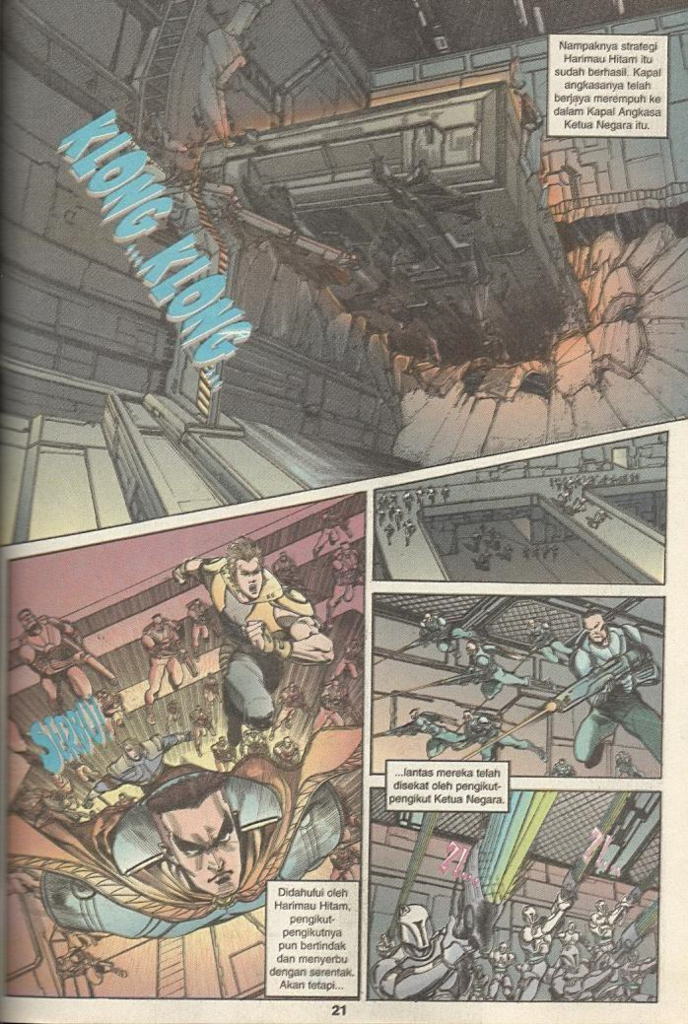 Nampaknya strategi
Harimau Hitam itu
sudah berhasil. Kapal
angkasanya telah
berjaya merempuh ke
dalam Kapal Angkasa
Ketua Negara itu.
KLONG...KLONG...
SERBU!
Didahului oleh
Harimau Hitam,
pengikut-
pengikutnya
pun bertindak
dan menyerbu
dengan serentak.
Akan tetapi...
...lantas mereka telah
disekat oleh pengikut-
pengikut Ketua Negara.
21